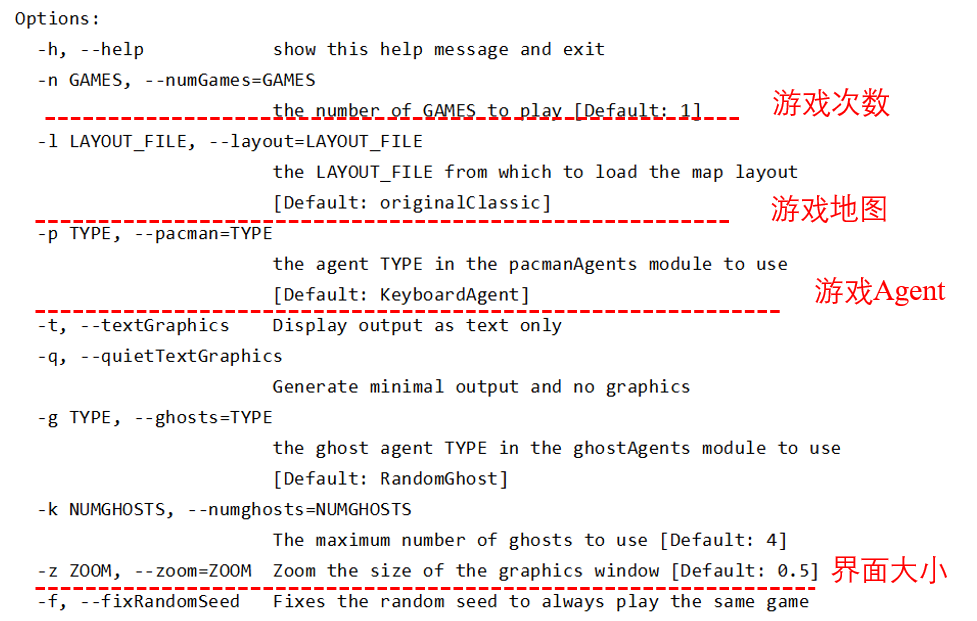 Options:
-h, --help show this help message and exit
-n GAMES, --numGames=GAMES
the number of GAMES to play [Default: 1]
游戏次数
-l LAYOUT_FILE, --layout=LAYOUT_FILE
the LAYOUT_FILE from which to load the map layout
[Default: originalClassic]
游戏地图
-p TYPE, --pacman=TYPE
the agent TYPE in the pacmanAgents module to use
[Default: KeyboardAgent]
游戏Agent
-t, --textGraphics Display output as text only
-q, --quietTextGraphics
Generate minimal output and no graphics
-g TYPE, --ghosts=TYPE
the ghost agent TYPE in the ghostAgents module to use
[Default: RandomGhost]
-k NUMGHOSTS, --numghosts=NUMGHOSTS
The maximum number of ghosts to use [Default: 4]
-z ZOOM, --zoom=ZOOM Zoom the size of the graphics window [Default: 0.5]
界面大小
-f, --fixRandomSeed Fixes the random seed to always play the same game